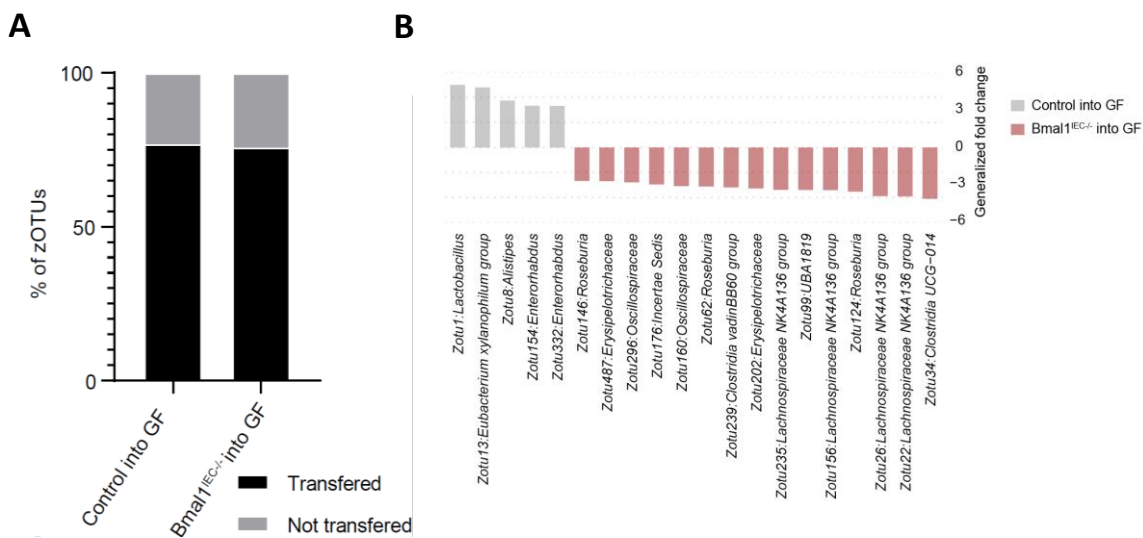 A
B
100
50
0
% of zOTUs
Control into GF
Bmal1IEC-/- into GF
Transfered
Not transfered
6
3
0
−3
−6
Generalized fold change
Control into GF
Bmal1IEC-/- into GF
Zotu1:Lactobacillus
Zotu13:Eubacterium xylanophilum group
Zotu8:Alistipes
Zotu154:Enterorhabdus
Zotu332:Enterorhabdus
Zotu146:Roseburia
Zotu487:Erysipelotrichaceae
Zotu296:Oscillospiraceae
Zotu176:Incertae Sedis
Zotu160:Oscillospiraceae
Zotu62:Roseburia
Zotu239:Clostridia vadinBB60 group
Zotu202:Erysipelotrichaceae
Zotu235:Lachnospiraceae NK4A136 group
Zotu99:UBA1819
Zotu156:Lachnospiraceae NK4A136 group
Zotu124:Roseburia
Zotu26:Lachnospiraceae NK4A136 group
Zotu22:Lachnospiraceae NK4A136 group
Zotu34:Clostridia UCG−014